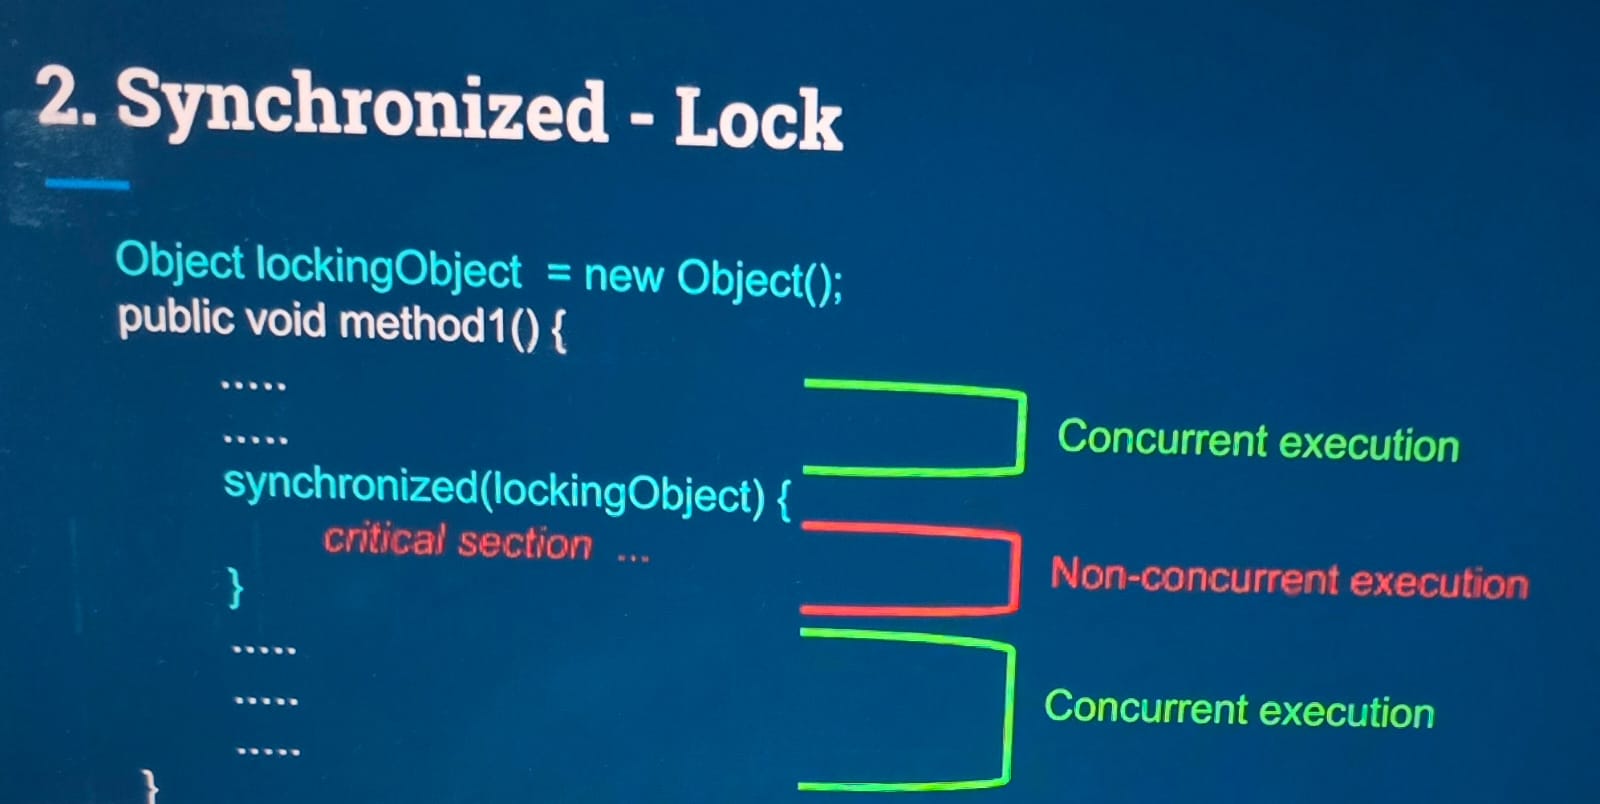 2. Synchronized - Lock
Object lockingObject  = new Object();
public void method1() {
.....
.....
Concurrent execution
synchronized(lockingObject) {
critical section  ...
Non-concurrent execution
}
.....
.....
Concurrent execution
.....
}